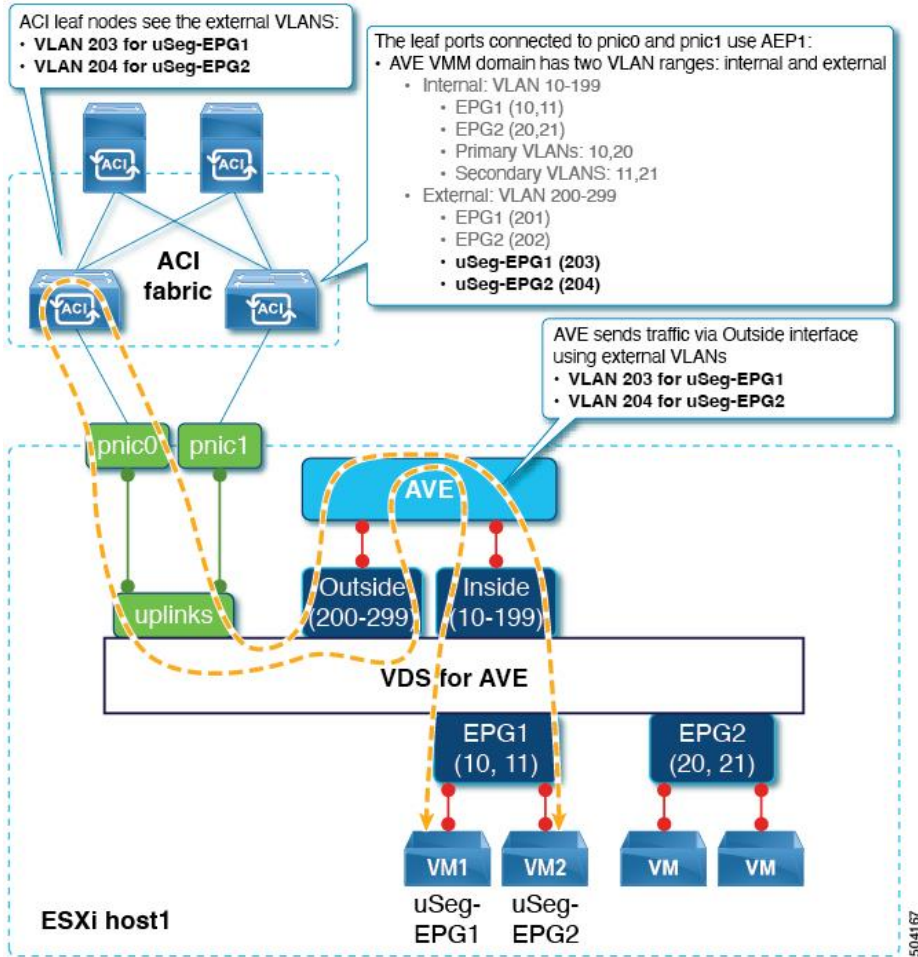 ACI leaf nodes see the external VLANS:
• VLAN 203 for uSeg-EPG1
• VLAN 204 for uSeg-EPG2
The leaf ports connected to pnic0 and pnic1 use AEP1:
• AVE VMM domain has two VLAN ranges: internal and external
• Internal: VLAN 10-199
• EPG1 (10,11)
• EPG2 (20,21)
• Primary VLANs: 10,20
• Secondary VLANS: 11,21
• External: VLAN 200-299
• EPG1 (201)
• EPG2 (202)
• uSeg-EPG1 (203)
• uSeg-EPG2 (204)
ACI
ACI
ACI
fabric
ACI
ACI
AVE sends traffic via Outside interface
using external VLANs
• VLAN 203 for uSeg-EPG1
• VLAN 204 for uSeg-EPG2
pnic0
pnic1
AVE
uplinks
Outside
(200-299)
Inside
(10-199)
VDS for AVE
EPG1
(10, 11)
EPG2
(20, 21)
VM1
VM2
VM
VM
uSeg-
EPG1
uSeg-
EPG2
ESXi host1
504167